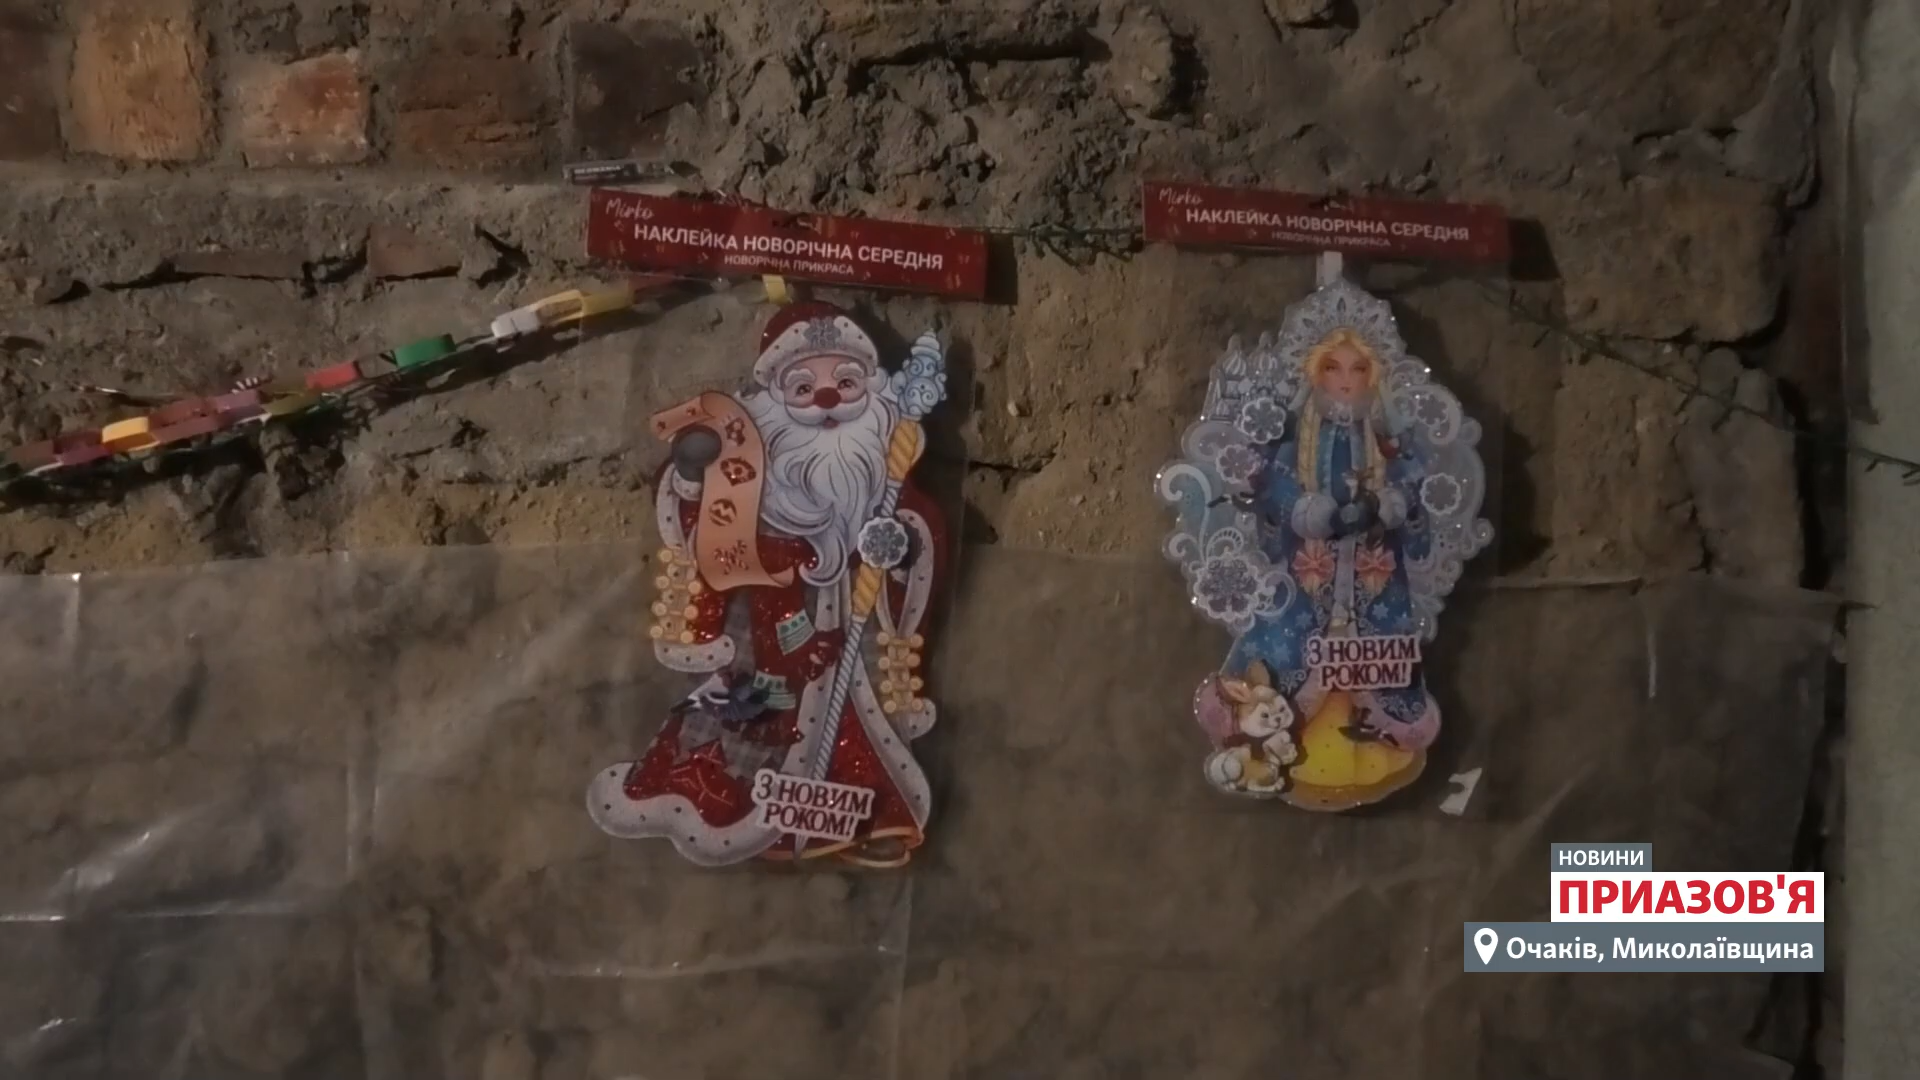 Mirko
НАКЛЕЙКА НОВОРІЧНА СЕРЕДНЯ
НОВОРІЧНА ПРИКРАСА
Mirko
НАКЛЕЙКА НОВОРІЧНА СЕРЕДНЯ
НОВОРІЧНА ПРИКРАСА
З НОВИМ
РОКОМ!
З НОВИМ
РОКОМ!
НОВИНИ
ПРИАЗОВ'Я
Очаків, Миколаївщина